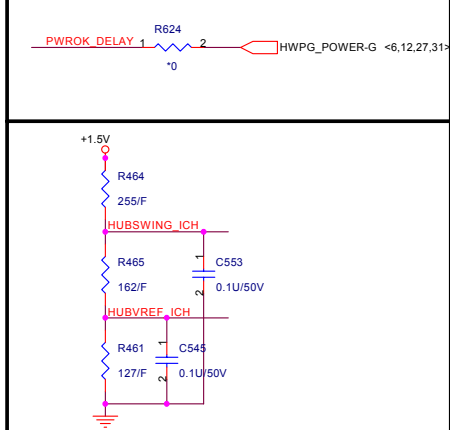 R624
PWROK_DELAY 1 2 HWPG_POWER-G <6,12,27,31>
*0
+1.5V
R464
255/F
HUBSWING_ICH
R465
162/F
1
C553
2
0.1U/50V
HUBVREF_ICH
R461
127/F
1
C545
2
0.1U/50V